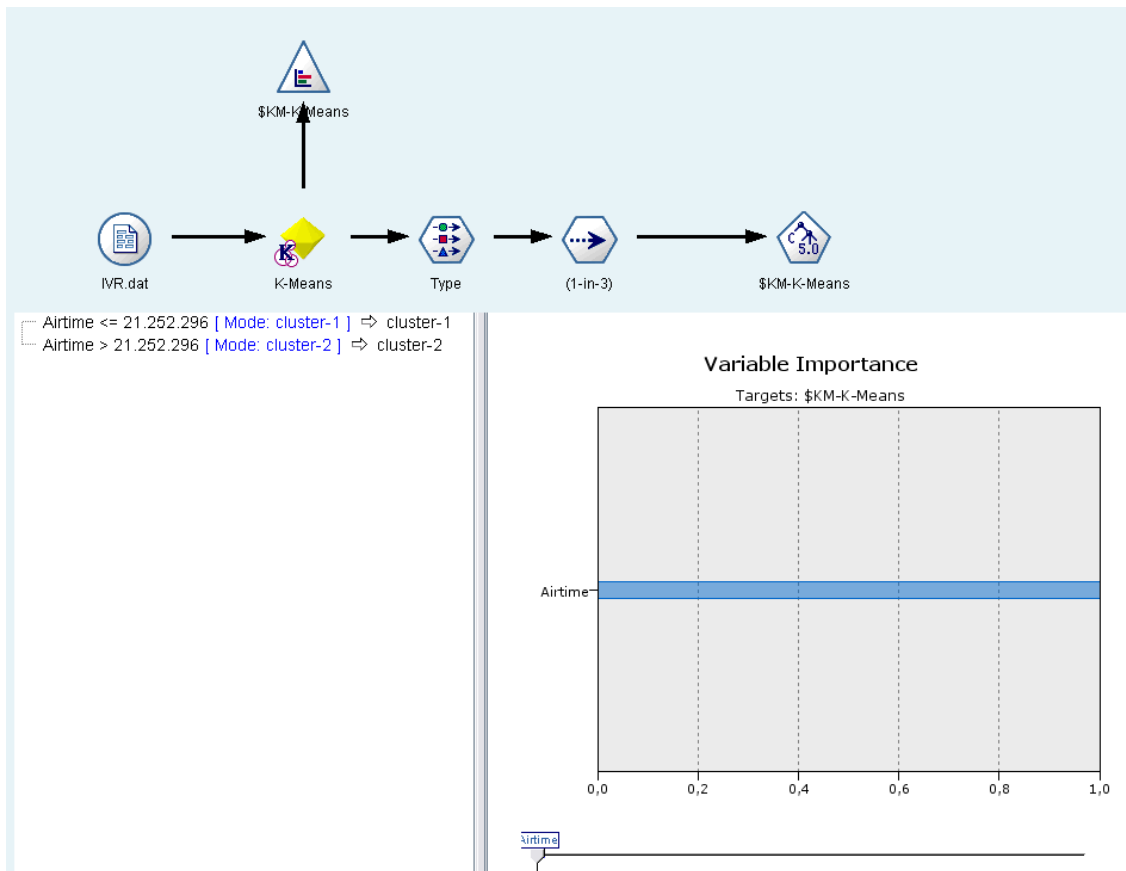 $KM-K-Means
IVR.dat
K-Means
K
Type
(1-in-3)
C 5.0
$KM-K-Means
Airtime <= 21.252.296 [ Mode: cluster-1 ] ⇨ cluster-1
Airtime > 21.252.296 [ Mode: cluster-2 ] ⇨ cluster-2
Variable Importance
Targets: $KM-K-Means
Airtime
0,0 0,2 0,4 0,6 0,8 1,0
Airtime